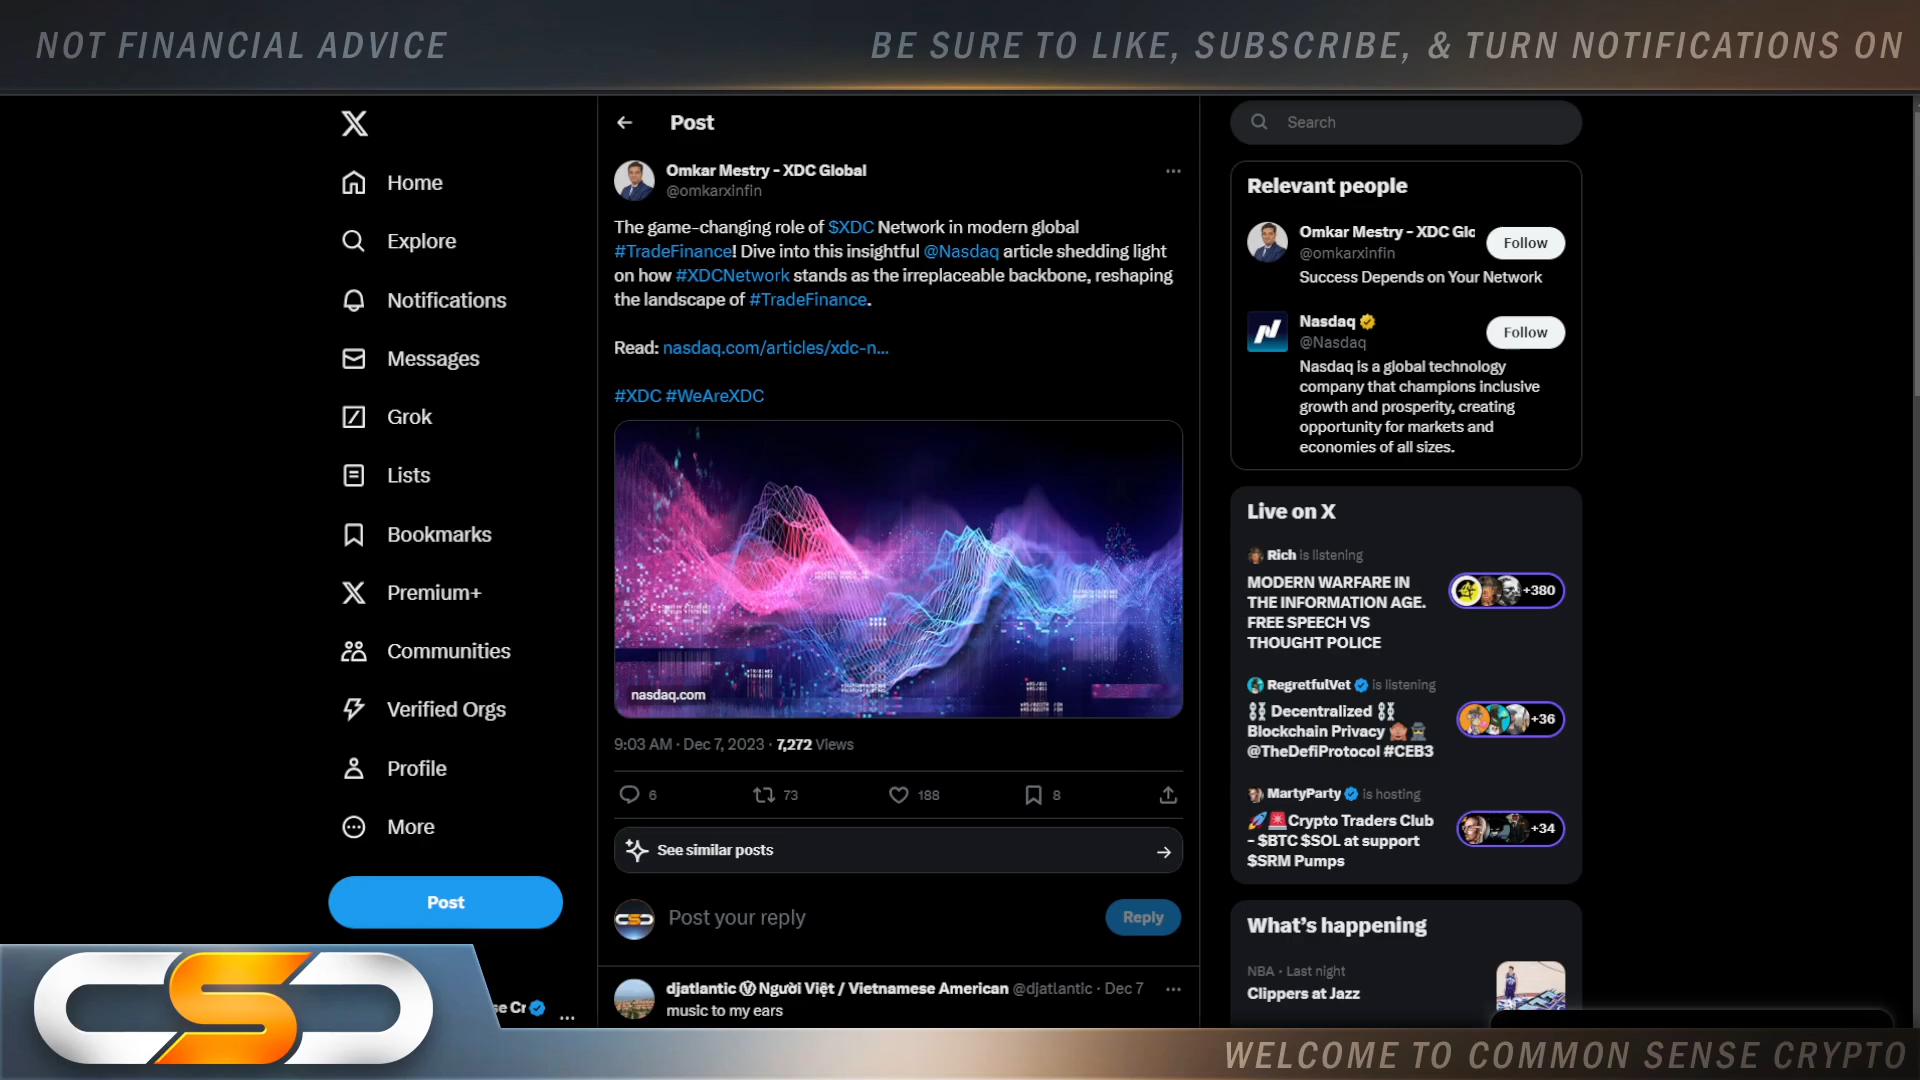 NOT FINANCIAL ADVICE
BE SURE TO LIKE, SUBSCRIBE, & TURN NOTIFICATIONS ON
Home
Explore
Notifications
Messages
Grok
Lists
Bookmarks
Premium+
Communities
Verified Orgs
Profile
More
Post
se Cr
Post
Omkar Mestry - XDC Global
@omkarxinfin
The game-changing role of $XDC Network in modern global
#TradeFinance! Dive into this insightful @Nasdaq article shedding light
on how #XDCNetwork stands as the irreplaceable backbone, reshaping
the landscape of #TradeFinance.
Read: nasdaq.com/articles/xdc-n...
#XDC #WeAreXDC
nasdaq.com
9:03 AM · Dec 7, 2023 · 7,272 Views
6 73 188 8
See similar posts
Post your reply
Reply
djatlantic Ⓥ Người Việt / Vietnamese American @djatlantic · Dec 7
music to my ears
Search
Relevant people
Omkar Mestry - XDC Glo
@omkarxinfin
Follow
Success Depends on Your Network
Nasdaq
@Nasdaq
Follow
Nasdaq is a global technology
company that champions inclusive
growth and prosperity, creating
opportunity for markets and
economies of all sizes.
Live on X
Rich is listening
MODERN WARFARE IN
THE INFORMATION AGE.
FREE SPEECH VS
THOUGHT POLICE
+380
RegretfulVet is listening
⛓️ Decentralized ⛓️
Blockchain Privacy 🙈🕵️
@TheDefiProtocol #CEB3
+36
MartyParty is hosting
🚀🚨Crypto Traders Club
- $BTC $SOL at support
$SRM Pumps
+34
What's happening
NBA · Last night
Clippers at Jazz
CSC
WELCOME TO COMMON SENSE CRYPTO